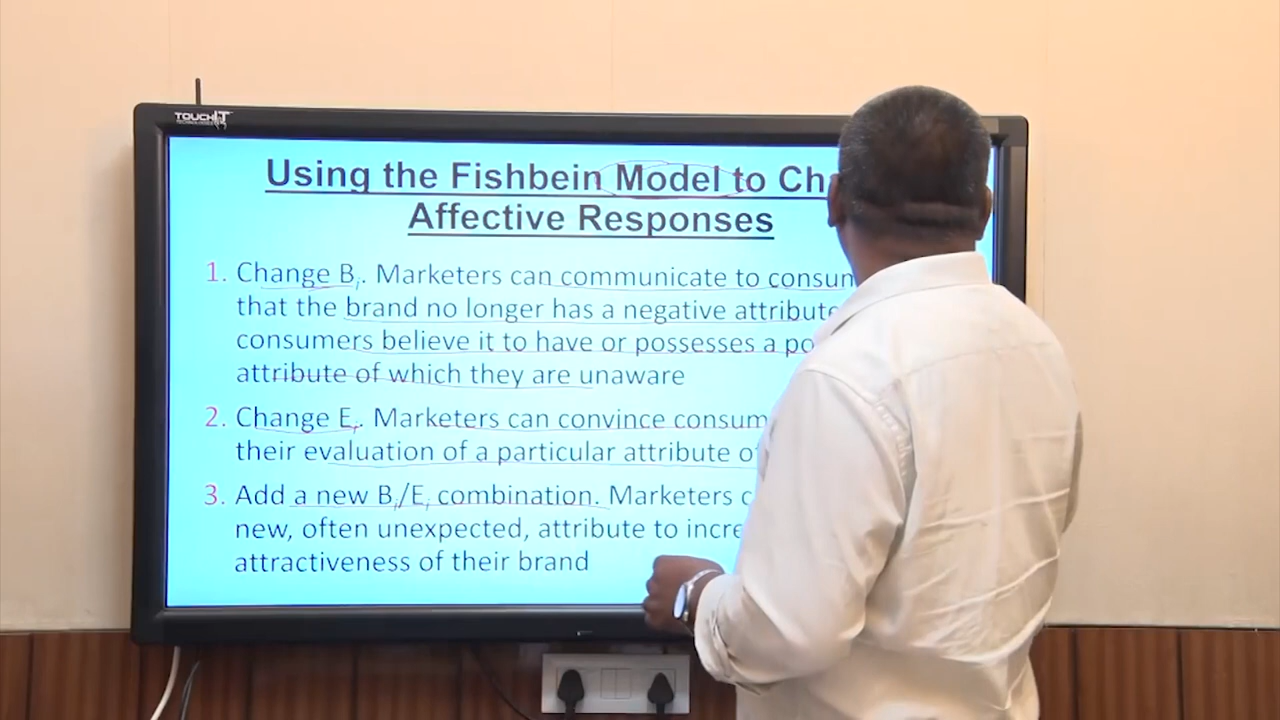 TOUCHIT
TECHNOLOGIES
Using the Fishbein Model to Ch
Affective Responses
1. Change Bi. Marketers can communicate to consum
that the brand no longer has a negative attribute
consumers believe it to have or possesses a po
attribute of which they are unaware
2. Change Ei. Marketers can convince consum
their evaluation of a particular attribute of
3. Add a new Bi/Ei combination. Marketers c
new, often unexpected, attribute to incre
attractiveness of their brand